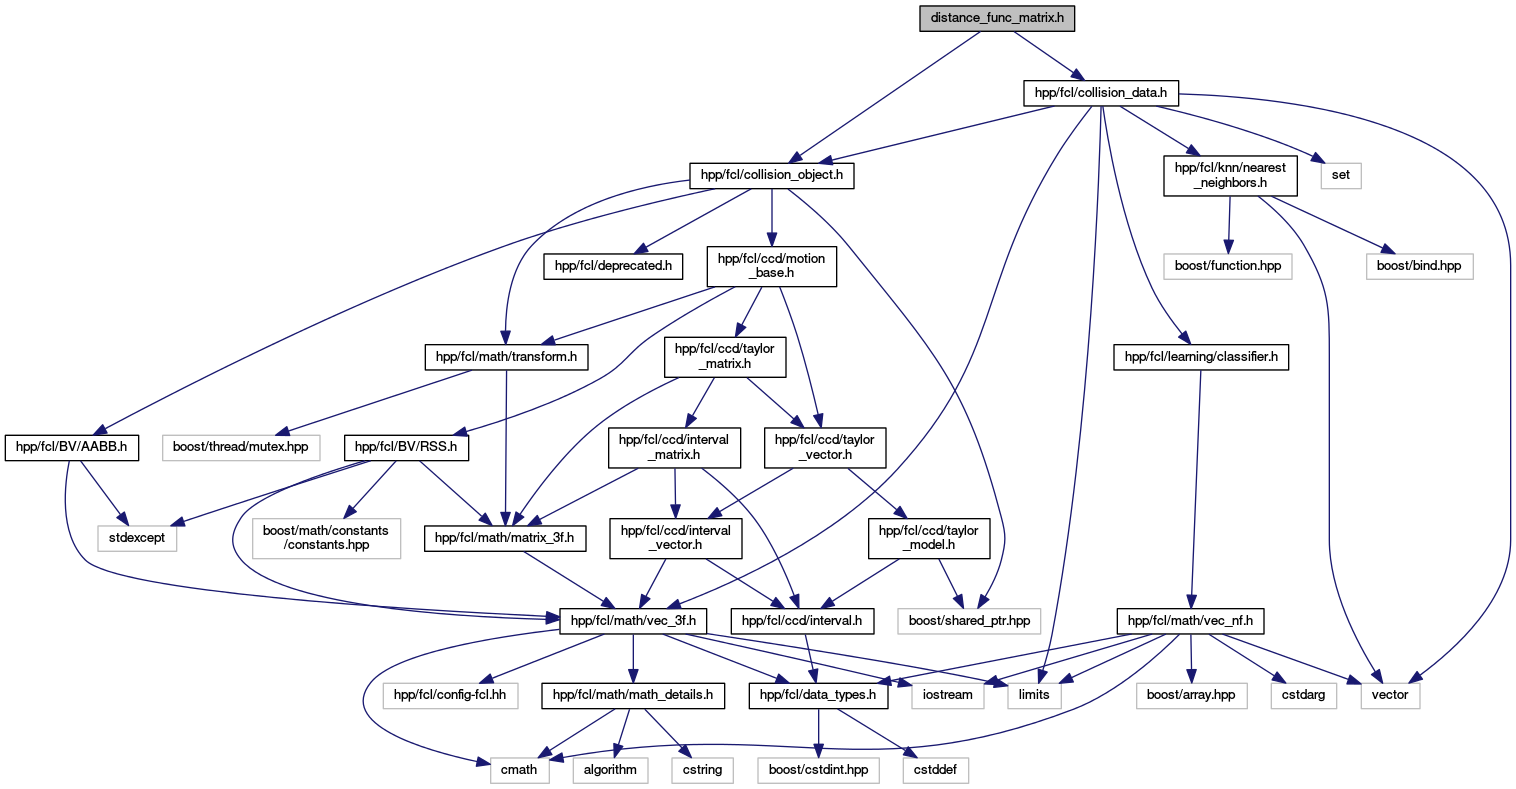 distance_func_matrix.h
hpp/fcl/collision_data.h
hpp/fcl/collision_object.h
hpp/fcl/knn/nearest
_neighbors.h
set
hpp/fcl/deprecated.h
hpp/fcl/ccd/motion
_base.h
boost/function.hpp
boost/bind.hpp
hpp/fcl/math/transform.h
hpp/fcl/ccd/taylor
_matrix.h
hpp/fcl/learning/classifier.h
hpp/fcl/BV/AABB.h
boost/thread/mutex.hpp
hpp/fcl/BV/RSS.h
hpp/fcl/ccd/interval
_matrix.h
hpp/fcl/ccd/taylor
_vector.h
stdexcept
boost/math/constants
/constants.hpp
hpp/fcl/math/matrix_3f.h
hpp/fcl/ccd/interval
_vector.h
hpp/fcl/ccd/taylor
_model.h
hpp/fcl/math/vec_3f.h
hpp/fcl/ccd/interval.h
boost/shared_ptr.hpp
hpp/fcl/math/vec_nf.h
hpp/fcl/config-fcl.hh
hpp/fcl/math/math_details.h
hpp/fcl/data_types.h
iostream
limits
boost/array.hpp
cstdarg
vector
cmath
algorithm
cstring
boost/cstdint.hpp
cstddef